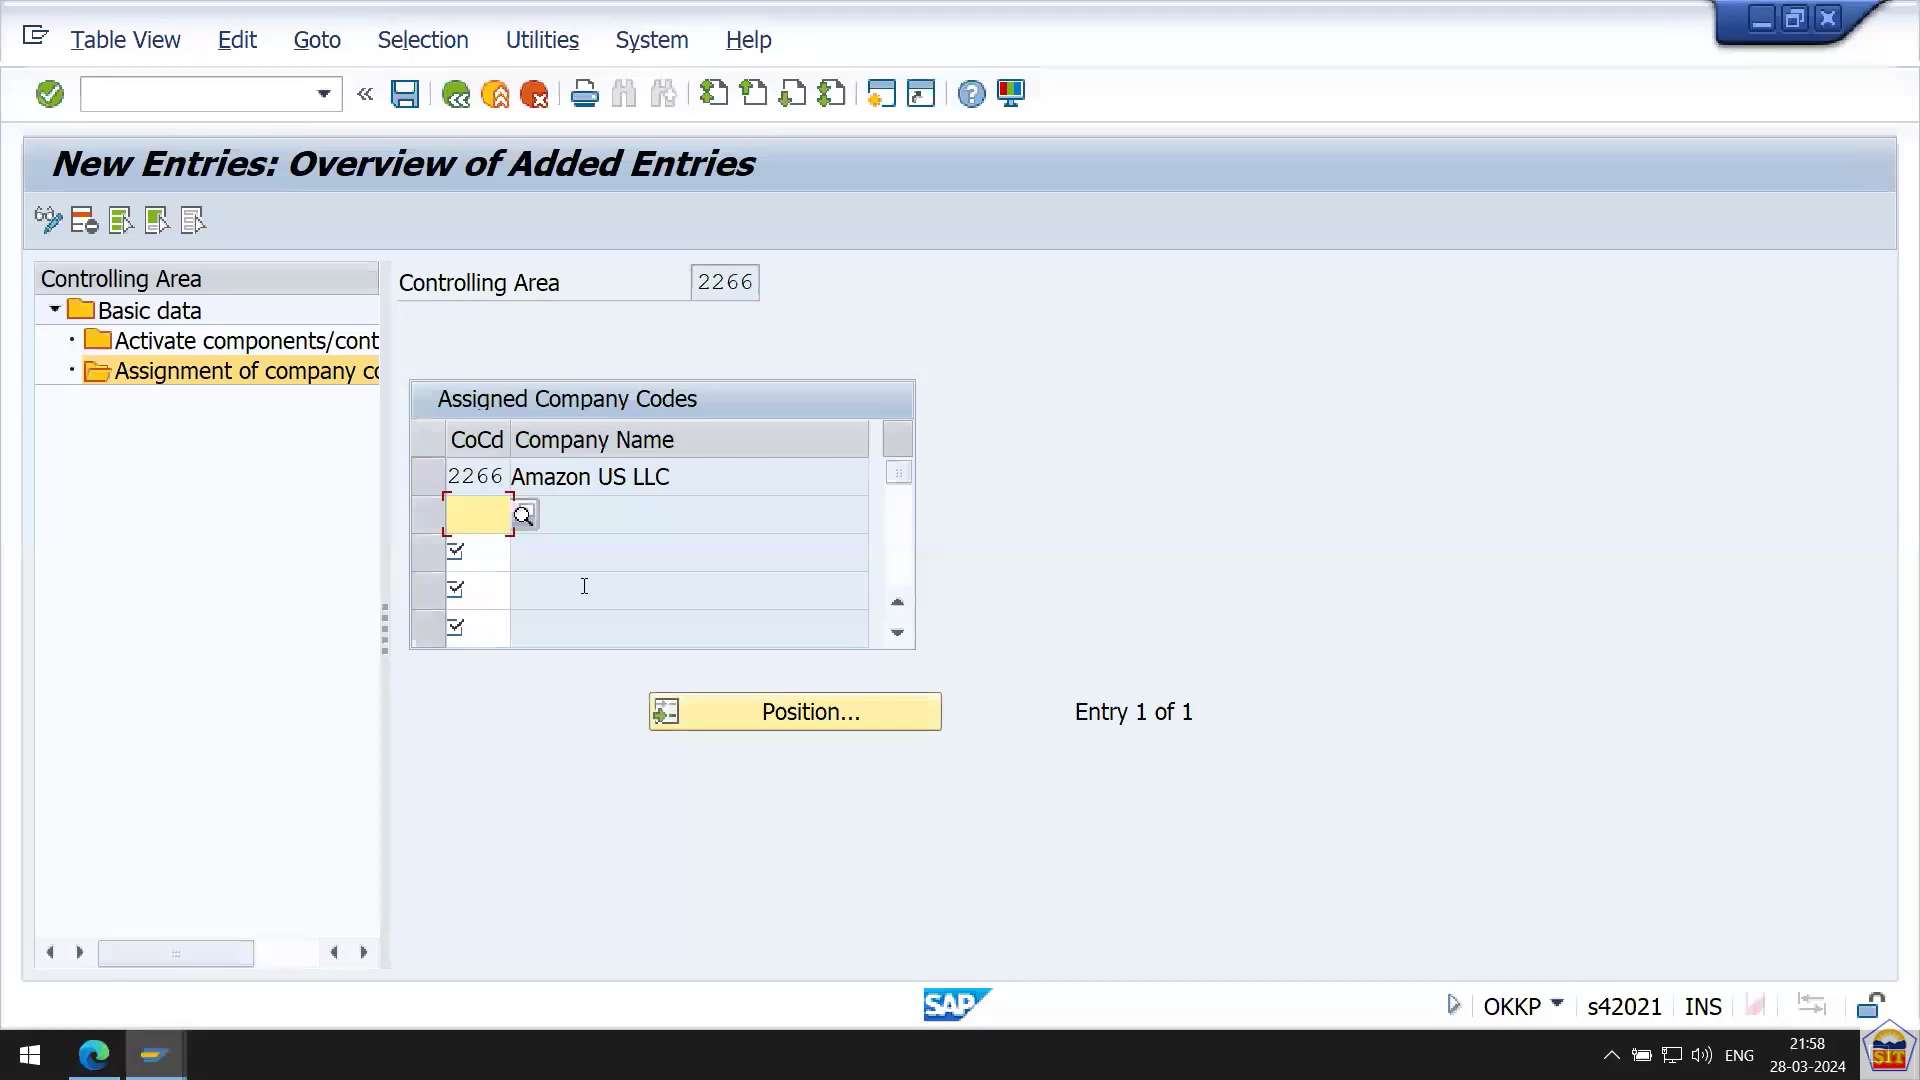 Table View Edit Goto Selection Utilities System Help
New Entries: Overview of Added Entries
Controlling Area
Basic data
Activate components/cont
Assignment of company co
Controlling Area 2266
Assigned Company Codes
CoCd Company Name
2266 Amazon US LLC
Position...
Entry 1 of 1
SAP
OKKP s42021 INS
ENG
21:58
28-03-2024
SIT